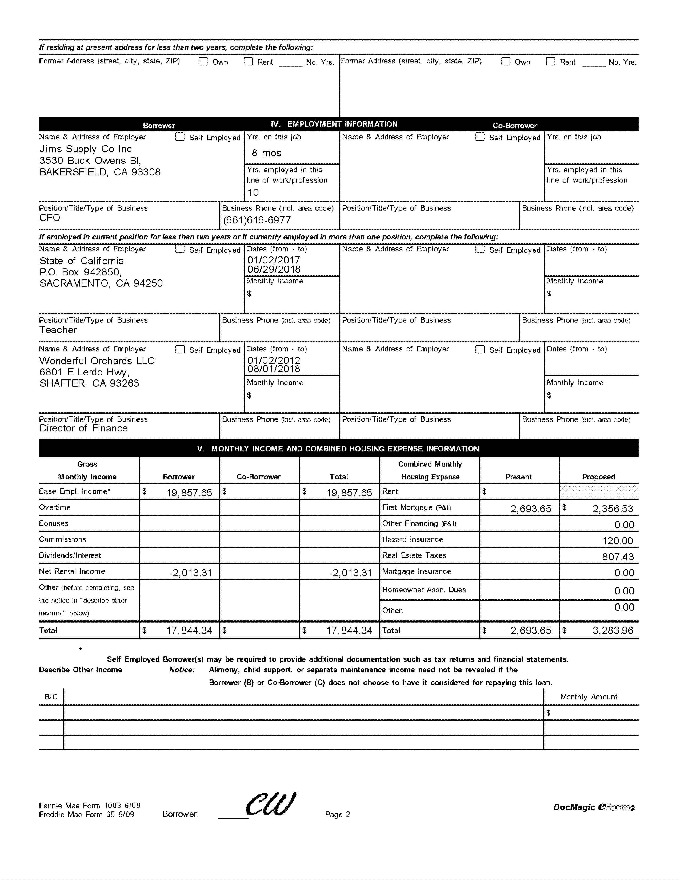 If residing at present address for less than two years, complete the following:
Former Address (street, city, state, ZIP) Own Rent ______ No. Yrs. Former Address (street, city, state, ZIP) Own Rent ______ No. Yrs.
Borrower IV. EMPLOYMENT INFORMATION Co-Borrower
Name & Address of Employer Self Employed Yrs. on this job Name & Address of Employer Self Employed Yrs. on this job
Jims Supply Co Inc
3530 Buck Owens Bl,
BAKERSFIELD, CA 93308
8 mos
Yrs. employed in this line of work/profession Yrs. employed in this line of work/profession
10
Position/Title/Type of Business Business Phone (incl. area code) Position/Title/Type of Business Business Phone (incl. area code)
CFO (661)616-6977
If employed in current position for less than two years or if currently employed in more than one position, complete the following:
Name & Address of Employer Self Employed Dates (from - to) Name & Address of Employer Self Employed Dates (from - to)
State of California 01/02/2017
P.O. Box 942850, 06/29/2018
SACRAMENTO, CA 94250 Monthly Income Monthly Income
$ $
Position/Title/Type of Business Business Phone (incl. area code) Position/Title/Type of Business Business Phone (incl. area code)
Teacher
Name & Address of Employer Self Employed Dates (from - to) Name & Address of Employer Self Employed Dates (from - to)
Wonderful Orchards LLC 01/02/2012
6801 E Lerdo Hwy, 08/01/2018
SHAFTER, CA 93263 Monthly Income Monthly Income
$ $
Position/Title/Type of Business Business Phone (incl. area code) Position/Title/Type of Business Business Phone (incl. area code)
Director of Finance
V. MONTHLY INCOME AND COMBINED HOUSING EXPENSE INFORMATION
Gross Combined Monthly
Monthly Income Borrower Co-Borrower Total Housing Expense Present Proposed
Base Empl. Income* $ 19,857.65 $ $ 19,857.65 Rent $
Overtime First Mortgage (P&I) 2,693.65 $ 2,356.53
Bonuses Other Financing (P&I) 0.00
Commissions Hazard Insurance 120.00
Dividends/Interest Real Estate Taxes 807.43
Net Rental Income -2,013.31 -2,013.31 Mortgage Insurance 0.00
Other (before completing, see the notice in "describe other income," below) Homeowner Assn. Dues 0.00
Other: 0.00
Total $ 17,844.34 $ $ 17,844.34 Total $ 2,693.65 $ 3,283.96
*
Self Employed Borrower(s) may be required to provide additional documentation such as tax returns and financial statements.
Describe Other Income Notice: Alimony, child support, or separate maintenance income need not be revealed if the
Borrower (B) or Co-Borrower (C) does not choose to have it considered for repaying this loan.
B/C Monthly Amount
$
Fannie Mae Form 1003 6/09
Freddie Mac Form 65 6/09 Borrower CW Page 2
DocMagic